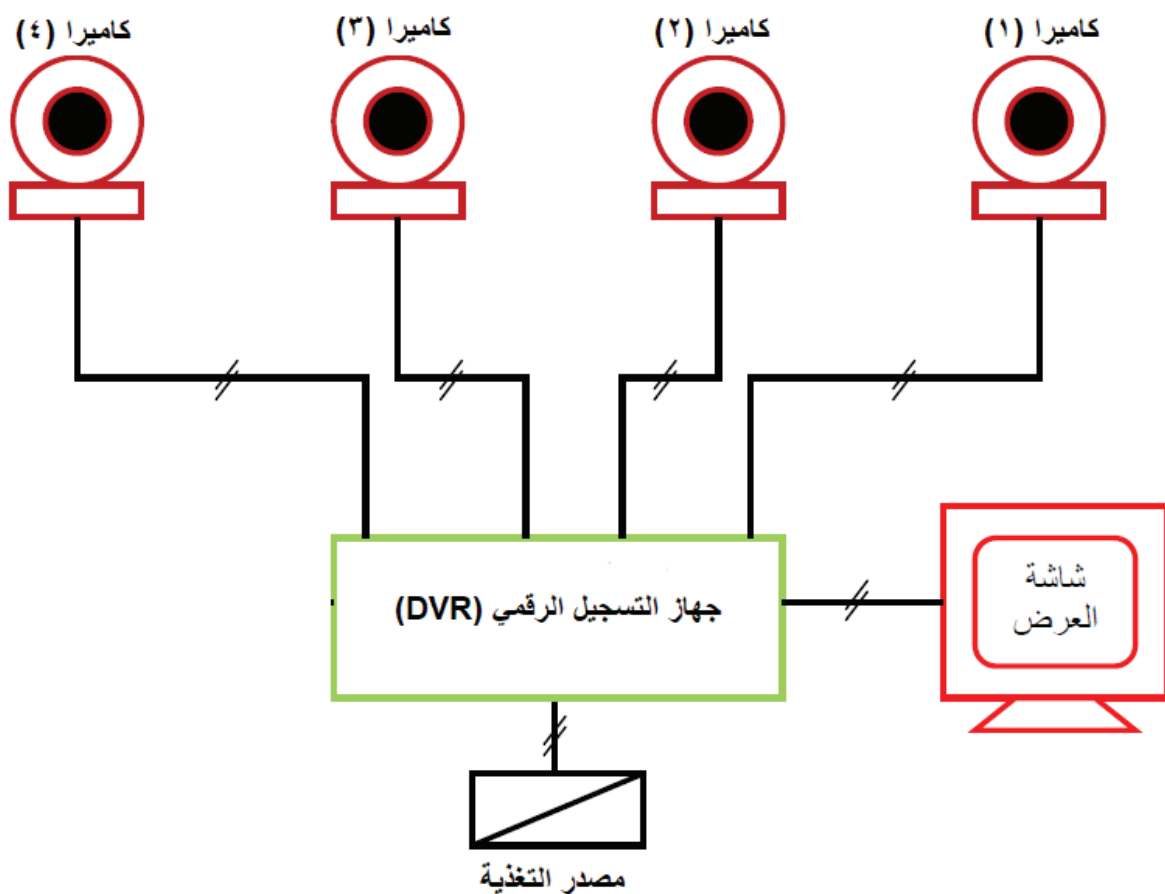 كاميرا (١)
كاميرا (٢)
كاميرا (٣)
كاميرا (٤)
جهاز التسجيل الرقمي (DVR)
شاشة
العرض
مصدر التغذية